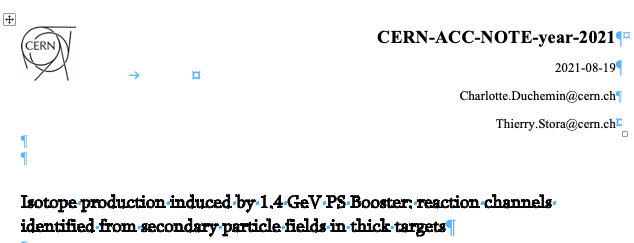 CERN
CERN-ACC-NOTE-year-2021
2021-08-19
Charlotte.Duchemin@cern.ch
Thierry.Stora@cern.ch
Isotope production induced by 1.4 GeV PS Booster: reaction channels
identified from secondary particle fields in thick targets